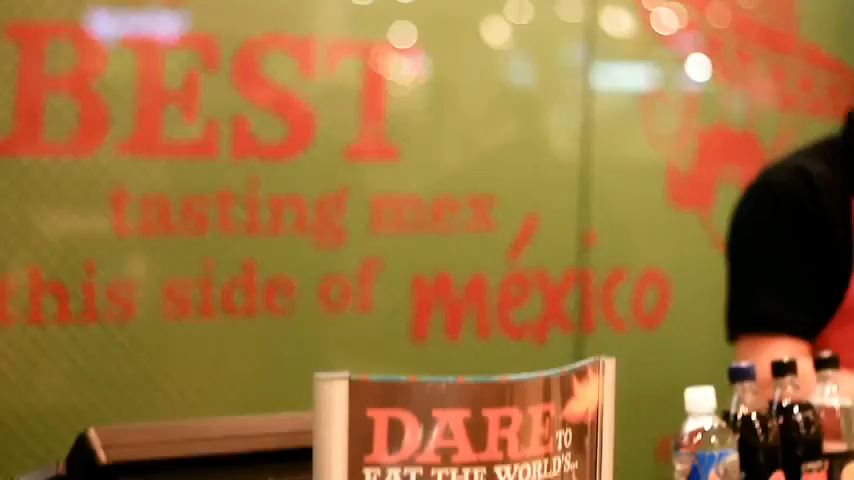 BEST
tasting mex
this side of méxico
DARE TO
EAT THE WORLD'S